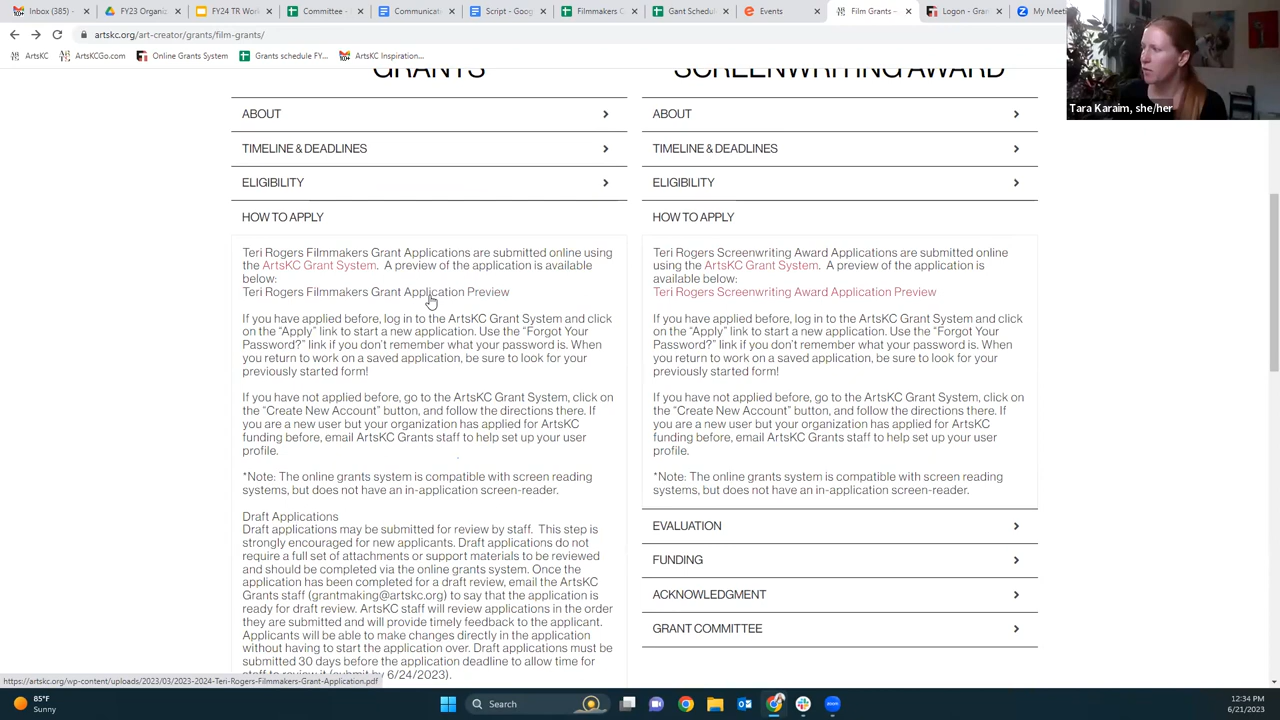 Inbox (385) -
FY23 Organi
FY24 TR Work
Committee -
Communicate
Script - Goog
Filmmakers G
Gant Schedul
Events
Film Grants –
Logon - Gran
My Meeti
artskc.org/art-creator/grants/film-grants/
ArtsKC
ArtsKCGo.com
Online Grants System
Grants schedule FY...
ArtsKC Inspiration...
Tara Karaim, she/her
GRANTS
SCREENWRITING AWARD
ABOUT
ABOUT
TIMELINE & DEADLINES
TIMELINE & DEADLINES
ELIGIBILITY
ELIGIBILITY
HOW TO APPLY
HOW TO APPLY
Teri Rogers Filmmakers Grant Applications are submitted online using
the ArtsKC Grant System. A preview of the application is available
below:
Teri Rogers Filmmakers Grant Application Preview
If you have applied before, log in to the ArtsKC Grant System and click
on the “Apply” link to start a new application. Use the “Forgot Your
Password?” link if you don’t remember what your password is. When
you return to work on a saved application, be sure to look for your
previously started form!
If you have not applied before, go to the ArtsKC Grant System, click on
the “Create New Account” button, and follow the directions there. If
you are a new user but your organization has applied for ArtsKC
funding before, email ArtsKC Grants staff to help set up your user
profile.
*Note: The online grants system is compatible with screen reading
systems, but does not have an in-application screen-reader.
Draft Applications
Draft applications may be submitted for review by staff. This step is
strongly encouraged for new applicants. Draft applications do not
require a full set of attachments or support materials to be reviewed
and should be completed via the online grants system. Once the
application has been completed for a draft review, email the ArtsKC
Grants staff (grantmaking@artskc.org) to say that the application is
ready for draft review. ArtsKC staff will review applications in the order
they are submitted and will provide timely feedback to the applicant.
Applicants will be able to make changes directly in the application
without having to start the application over. Draft applications must be
submitted 30 days before the application deadline to allow time for
staff to review it (submit by 6/24/2023).
Teri Rogers Screenwriting Award Applications are submitted online
using the ArtsKC Grant System. A preview of the application is
available below:
Teri Rogers Screenwriting Award Application Preview
If you have applied before, log in to the ArtsKC Grant System and click
on the “Apply” link to start a new application. Use the “Forgot Your
Password?” link if you don’t remember what your password is. When
you return to work on a saved application, be sure to look for your
previously started form!
If you have not applied before, go to the ArtsKC Grant System, click on
the “Create New Account” button, and follow the directions there. If
you are a new user but your organization has applied for ArtsKC
funding before, email ArtsKC Grants staff to help set up your user
profile.
*Note: The online grants system is compatible with screen reading
systems, but does not have an in-application screen-reader.
EVALUATION
FUNDING
ACKNOWLEDGMENT
GRANT COMMITTEE
https://artskc.org/wp-content/uploads/2023/03/2023-2024-Teri-Rogers-Filmmakers-Grant-Application.pdf
85°F
Sunny
Search
12:34 PM
6/21/2023